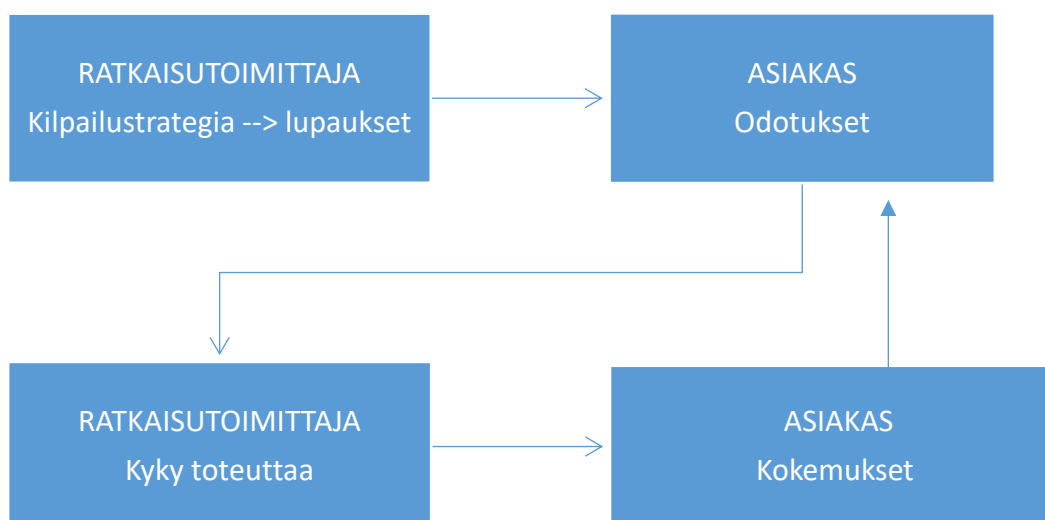 RATKAISUTOIMITTAJA
Kilpailustrategia --> lupaukset
ASIAKAS
Odotukset
RATKAISUTOIMITTAJA
Kyky toteuttaa
ASIAKAS
Kokemukset